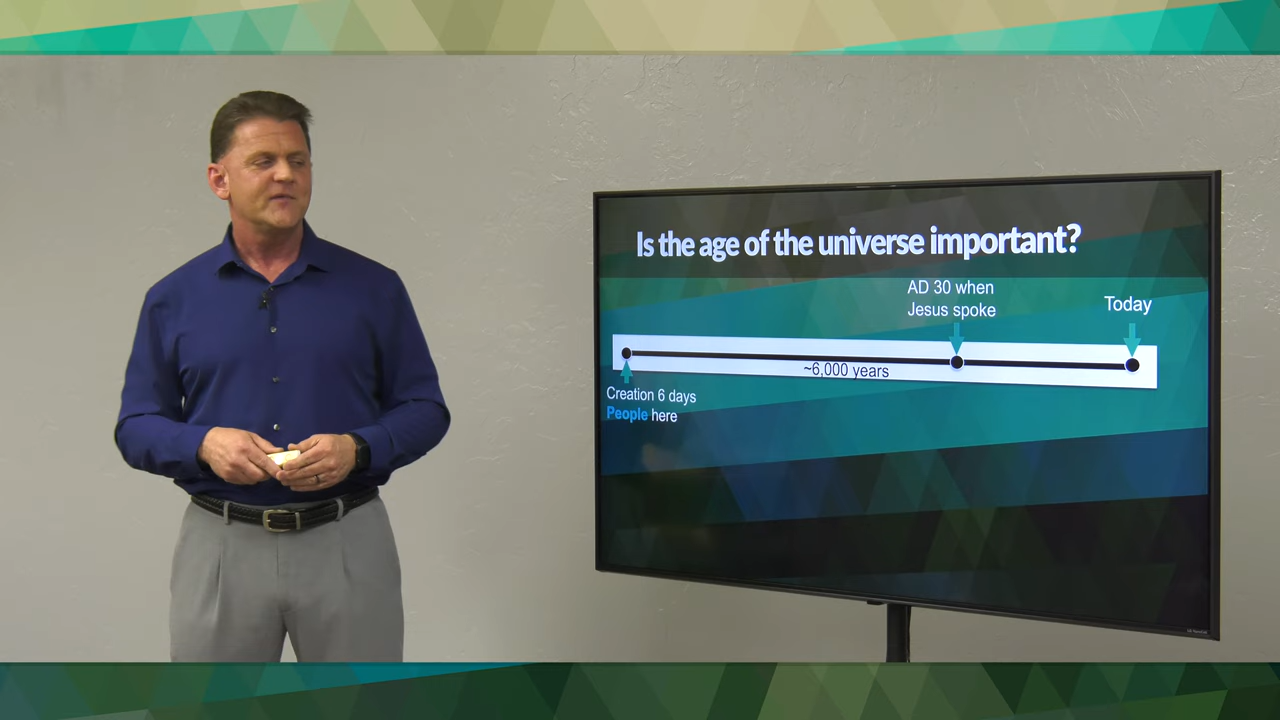 Is the age of the universe important?
AD 30 when
Jesus spoke
Today
~6,000 years
Creation 6 days
People here